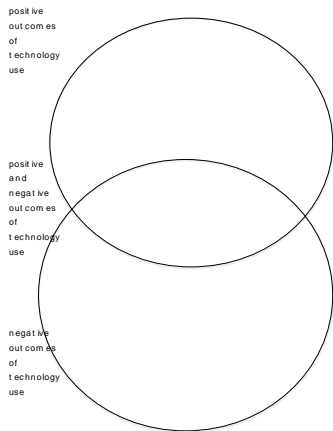 positive
outcomes
of
technology
use
positive
and
negative
outcomes
of
technology
use
negative
outcomes
of
technology
use